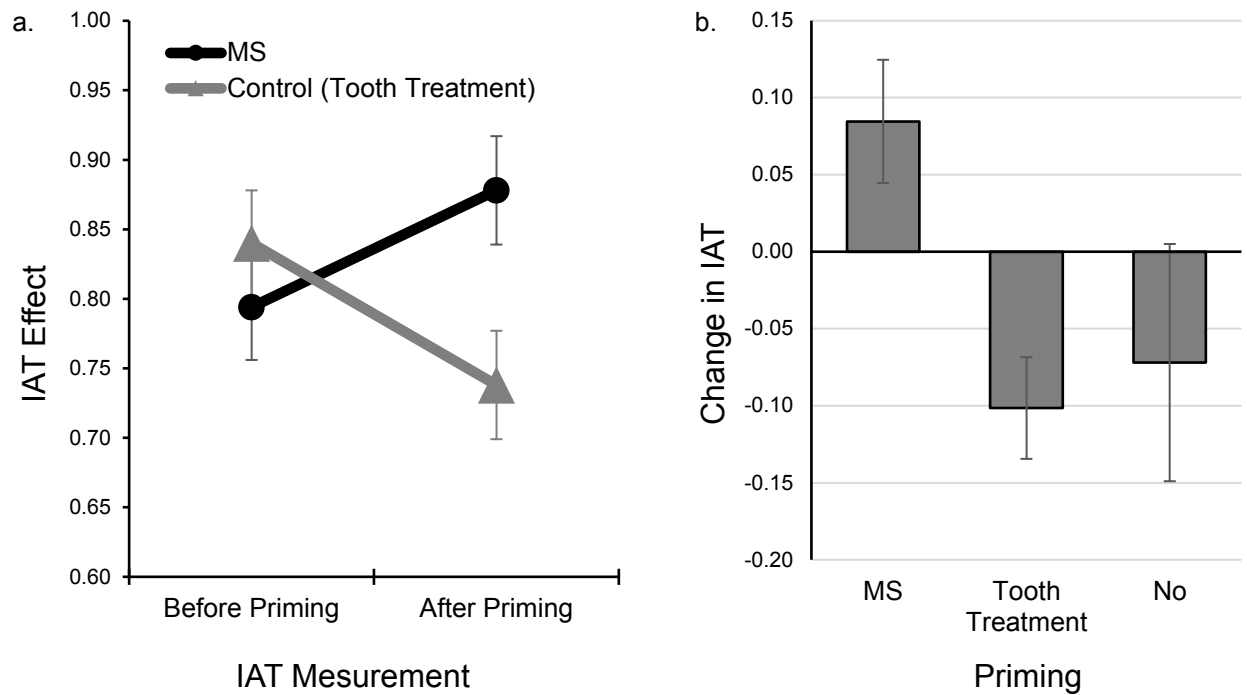 a.
1.00
0.95
0.90
0.85
0.80
0.75
0.70
0.65
0.60
IAT Effect
MS
Control (Tooth Treatment)
Before Priming
After Priming
IAT Mesurement
b.
0.15
0.10
0.05
0.00
-0.05
-0.10
-0.15
-0.20
Change in IAT
MS
Tooth
Treatment
No
Priming